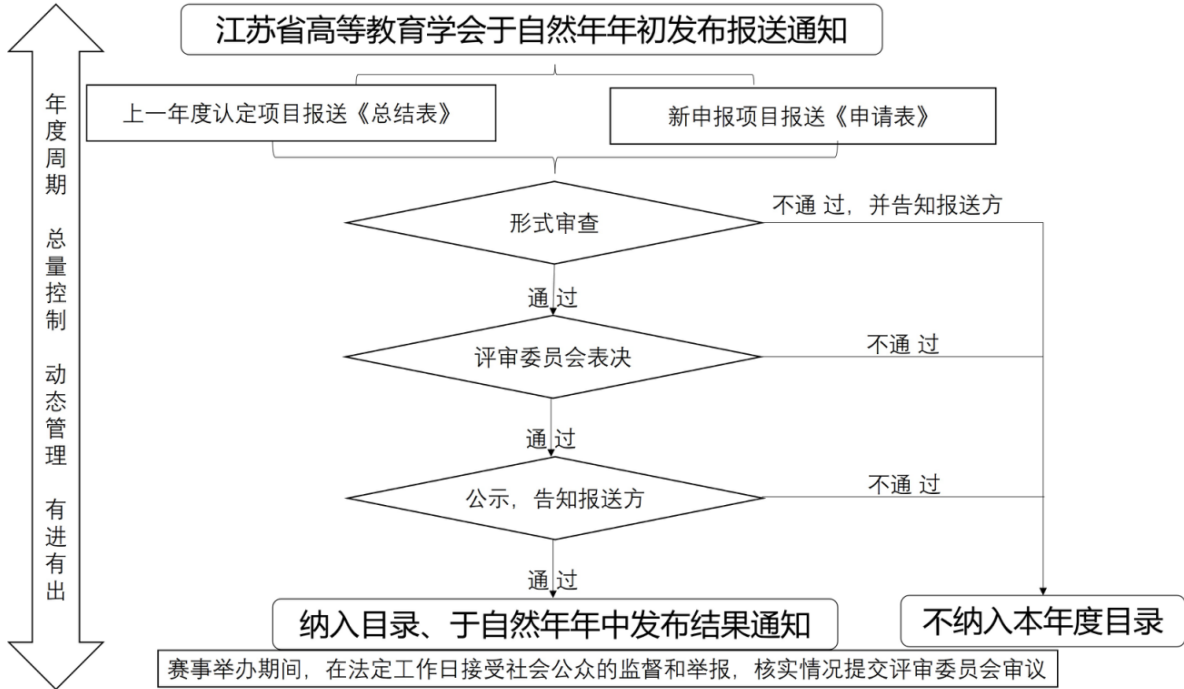 江苏省高等教育学会于自然年年初发布报送通知
上一年度认定项目报送《总结表》
新申报项目报送《申请表》
年度周期 总量控制 动态管理 有进有出
形式审查
不通 过，并告知报送方
通 过
评审委员会表决
不通 过
通 过
公示，告知报送方
不通 过
通 过
纳入目录、于自然年年中发布结果通知
不纳入本年度目录
赛事举办期间，在法定工作日接受社会公众的监督和举报，核实情况提交评审委员会审议